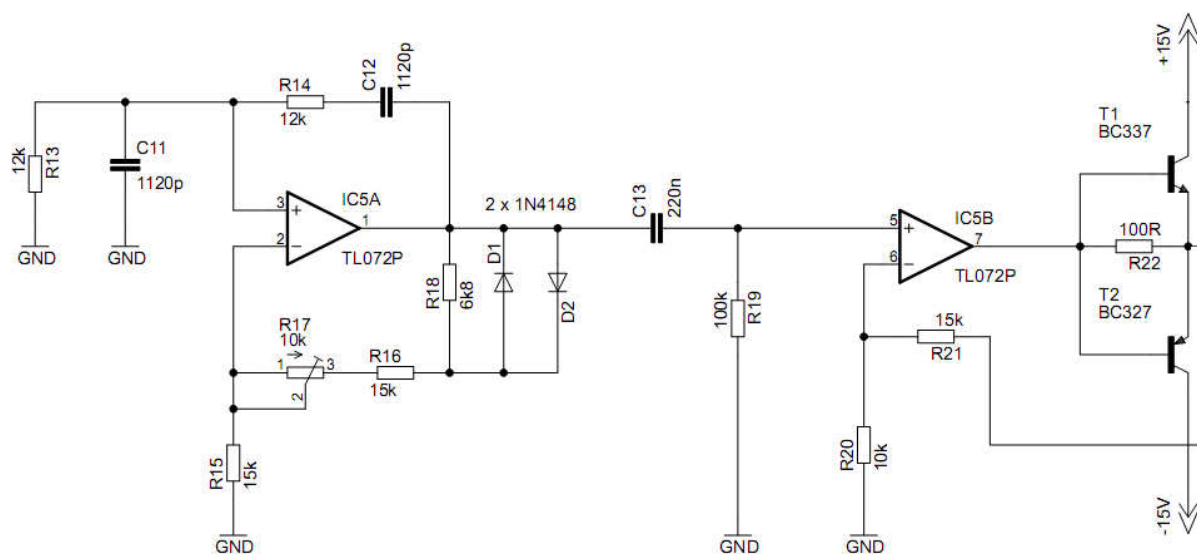 C12
1120p
R14
12k
12k
R13
C11
1120p
GND
GND
3
2
1
IC5A
TL072P
2 x 1N4148
D1
D2
R18
6k8
R17
10k
1
3
2
R16
15k
R15
15k
GND
C13
220n
100k
R19
GND
5
6
7
IC5B
TL072P
15k
R21
R20
10k
GND
+15V
T1
BC337
100R
R22
T2
BC327
-15V